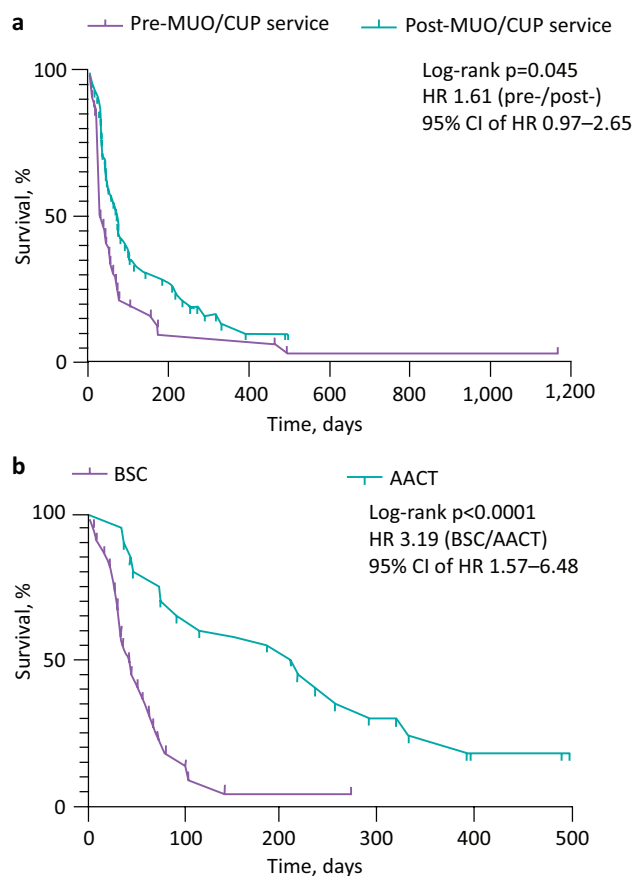 a
Pre-MUO/CUP service
Post-MUO/CUP service
Log-rank p=0.045
HR 1.61 (pre-/post-)
95% CI of HR 0.97–2.65
Survival, %
100
50
0
0 200 400 600 800 1,000 1,200
Time, days
b
BSC
AACT
Log-rank p<0.0001
HR 3.19 (BSC/AACT)
95% CI of HR 1.57–6.48
Survival, %
100
50
0
0 100 200 300 400 500
Time, days